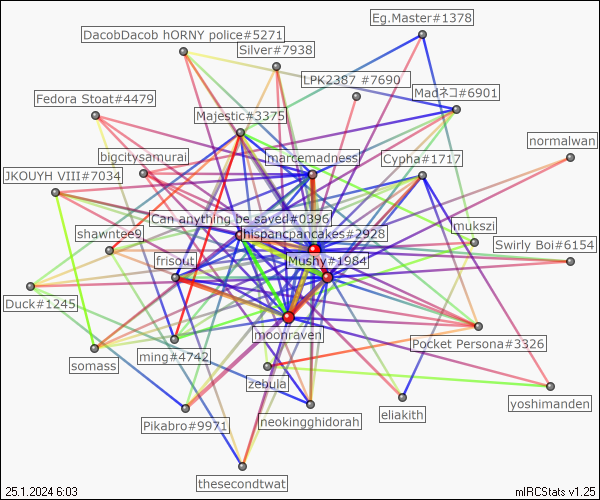 Eg.Master#1378
DacobDacob hORNY police#5271
Silver#7938
LPK2387 #7690
Madネコ#6901
Fedora Stoat#4479
Majestic#3375
normalwan
bigcitysamurai
marcemadness
Cypha#1717
JKOUYH VIII#7034
Can anything be saved#0396
mukszi
shawntee9
hispancpancakes#2928
Swirly Boi#6154
frisout
Mushy#1984
Duck#1245
moonraven
Pocket Persona#3326
ming#4742
somass
zebula
yoshimanden
eliakith
neokingghidorah
Pikabro#9971
thesecondtwat
25.1.2024 6:03
mIRCStats v1.25